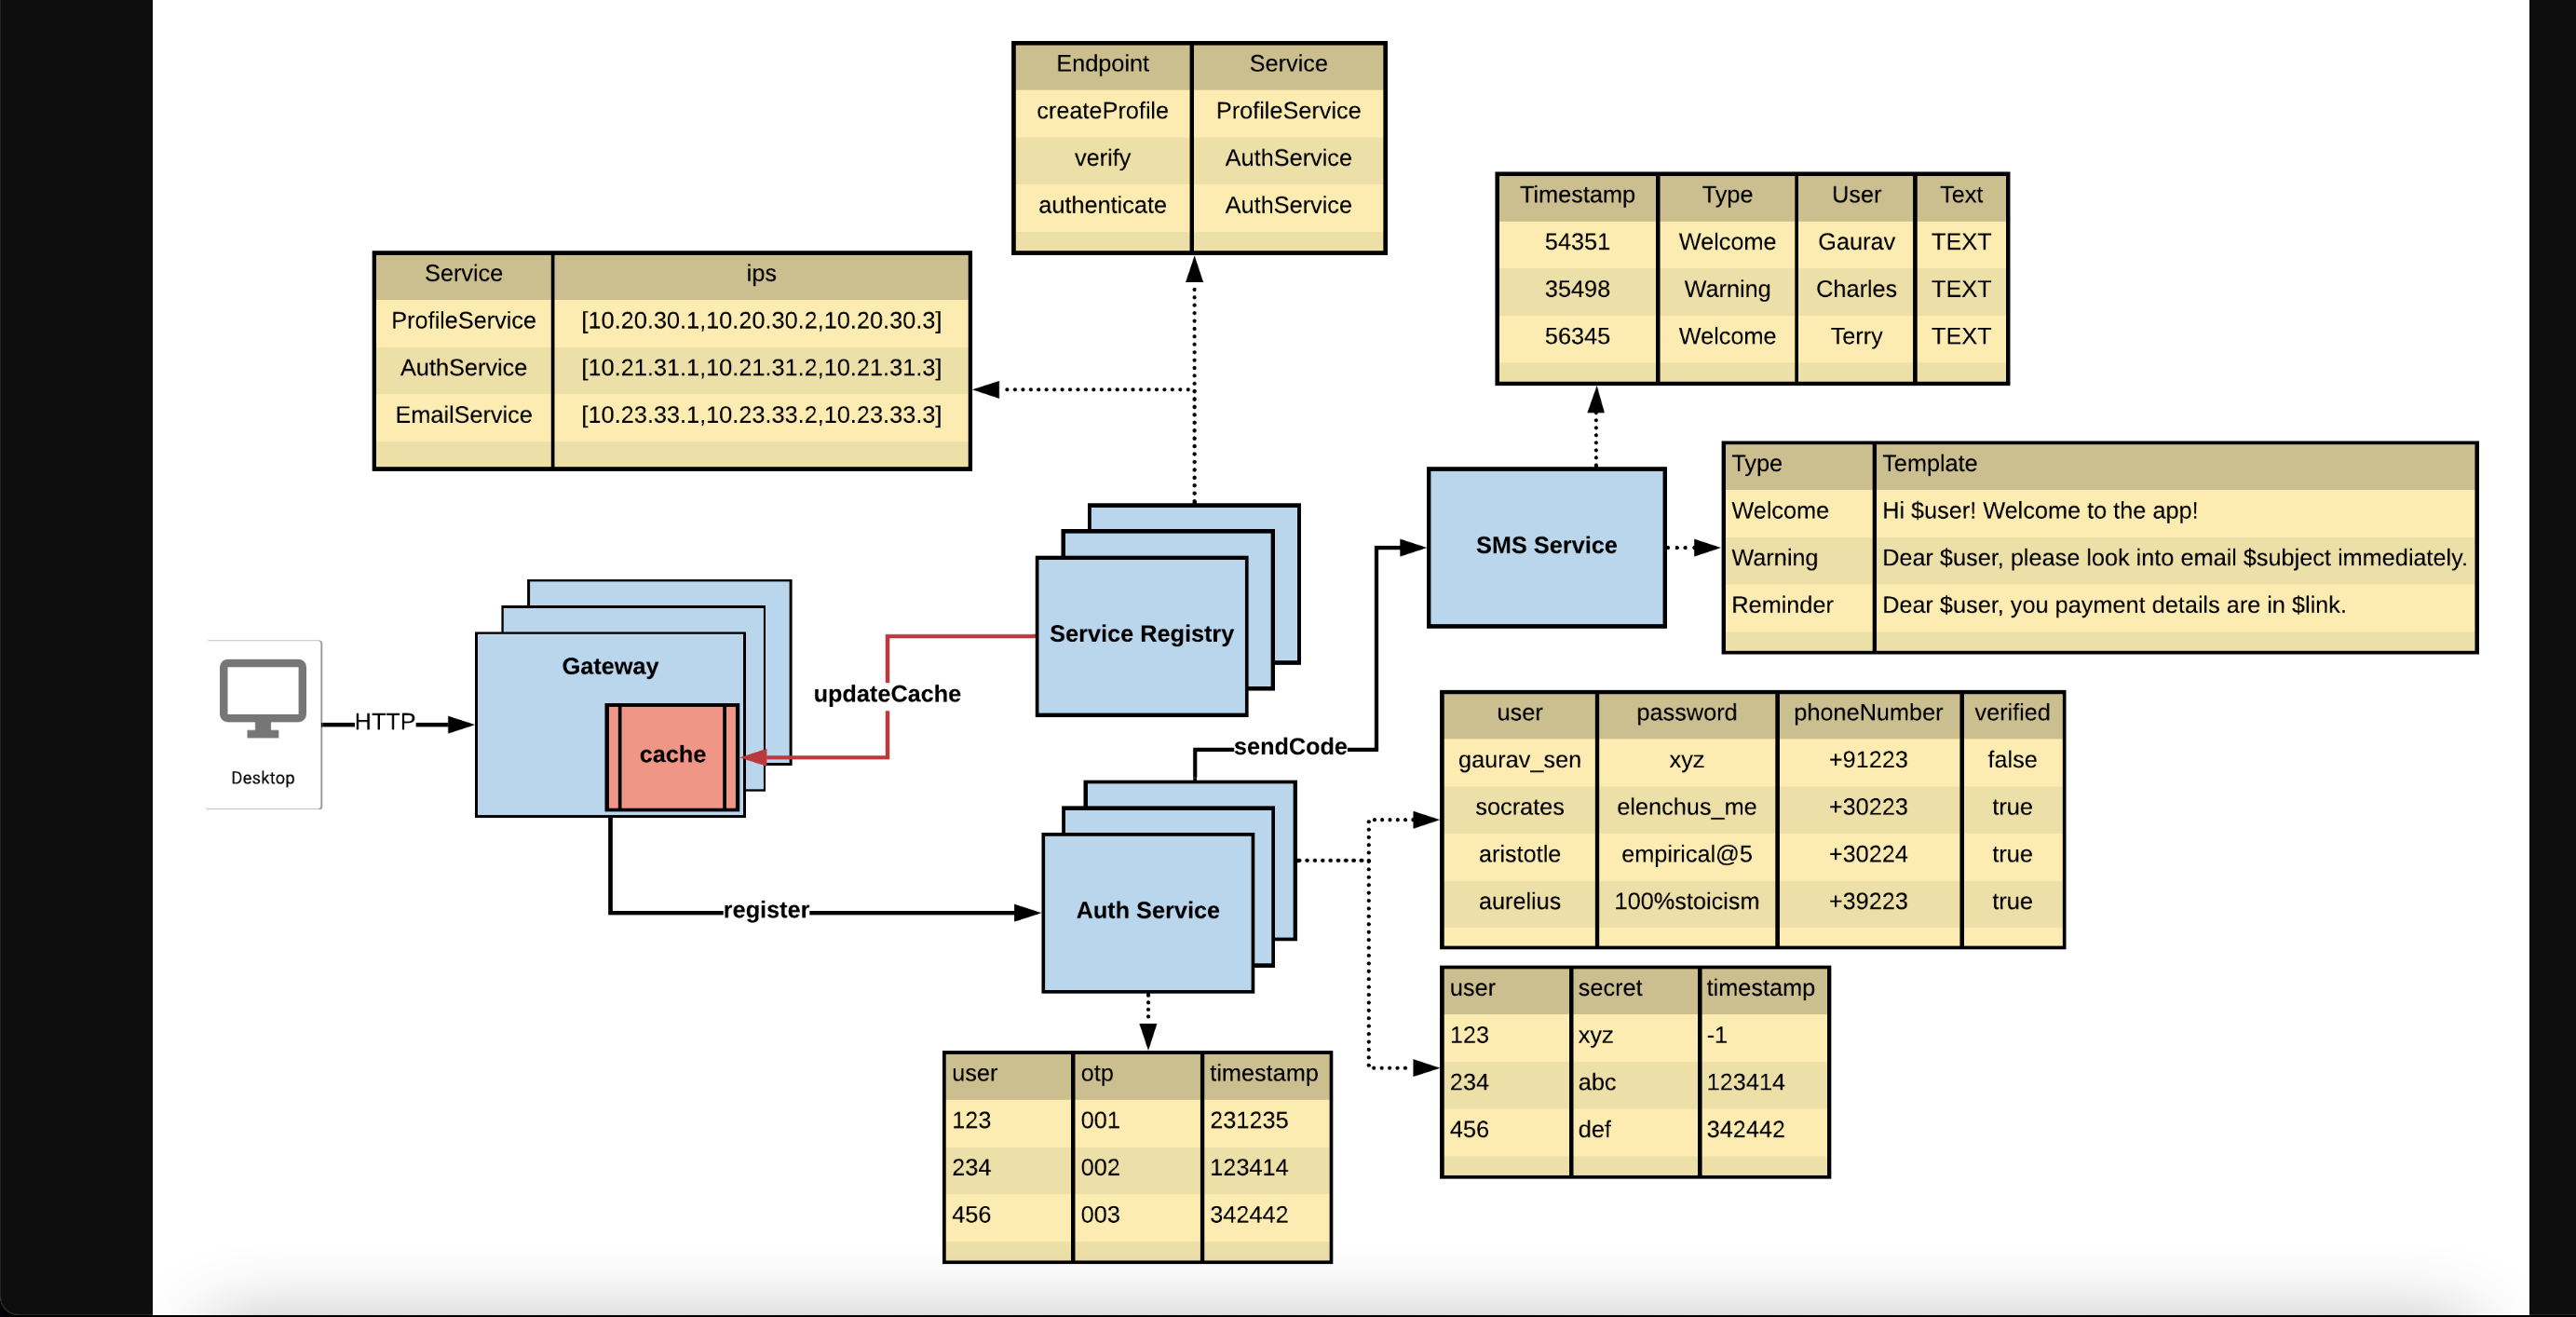 Endpoint Service
createProfile ProfileService
verify AuthService
authenticate AuthService
Timestamp Type User Text
54351 Welcome Gaurav TEXT
35498 Warning Charles TEXT
56345 Welcome Terry TEXT
Service ips
ProfileService [10.20.30.1,10.20.30.2,10.20.30.3]
AuthService [10.21.31.1,10.21.31.2,10.21.31.3]
EmailService [10.23.33.1,10.23.33.2,10.23.33.3]
Type Template
Welcome Hi $user! Welcome to the app!
Warning Dear $user, please look into email $subject immediately.
Reminder Dear $user, you payment details are in $link.
SMS Service
Service Registry
Gateway
cache
updateCache
HTTP
Desktop
sendCode
register
Auth Service
user password phoneNumber verified
gaurav_sen xyz +91223 false
socrates elenchus_me +30223 true
aristotle empirical@5 +30224 true
aurelius 100%stoicism +39223 true
user secret timestamp
123 xyz -1
234 abc 123414
456 def 342442
user otp timestamp
123 001 231235
234 002 123414
456 003 342442